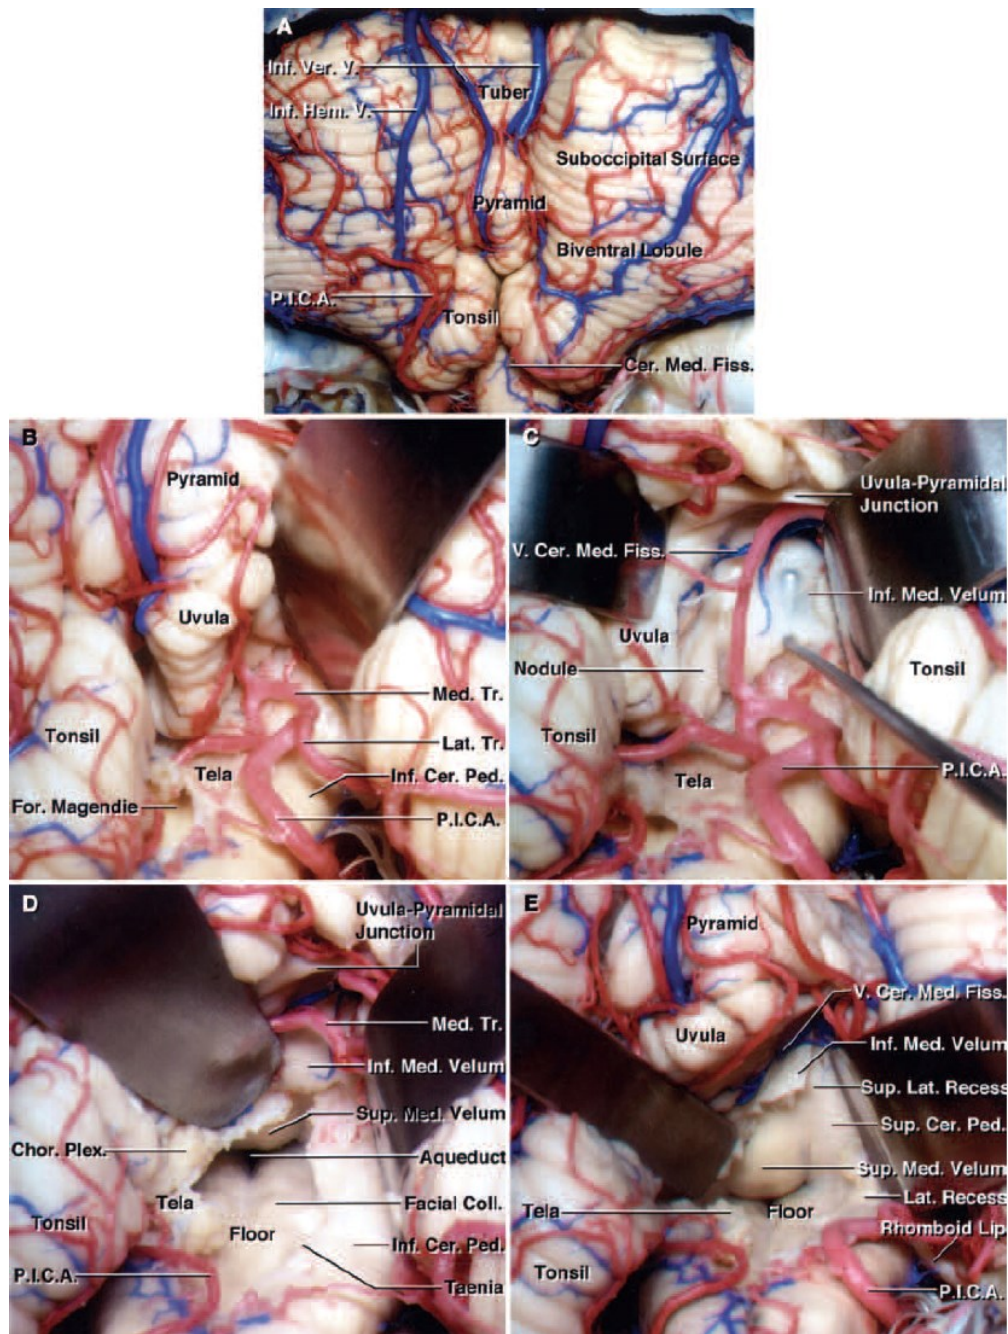 A
Inf. Ver. V.
Tuber
Inf. Hem. V.
Suboccipital Surface
Pyramid
Biventral Lobule
P.I.C.A.
Tonsil
Cer. Med. Fiss.
B
Pyramid
Uvula
Med. Tr.
Tonsil
Lat. Tr.
Tela
Inf. Cer. Ped.
For. Magendie
P.I.C.A.
C
Uvula-Pyramidal
Junction
V. Cer. Med. Fiss.
Inf. Med. Velum
Uvula
Nodule
Tonsil
Tonsil
P.I.C.A.
Tela
D
Uvula-Pyramidal
Junction
Med. Tr.
Inf. Med. Velum
Sup. Med. Velum
Chor. Plex.
Aqueduct
Tela
Facial Coll.
Tonsil
Floor
Inf. Cer. Ped.
P.I.C.A.
Taenia
E
Pyramid
V. Cer. Med. Fiss.
Uvula
Inf. Med. Velum
Sup. Lat. Recess
Sup. Cer. Ped.
Sup. Med. Velum
Lat. Recess
Tela
Floor
Rhomboid Lip
Tonsil
P.I.C.A.